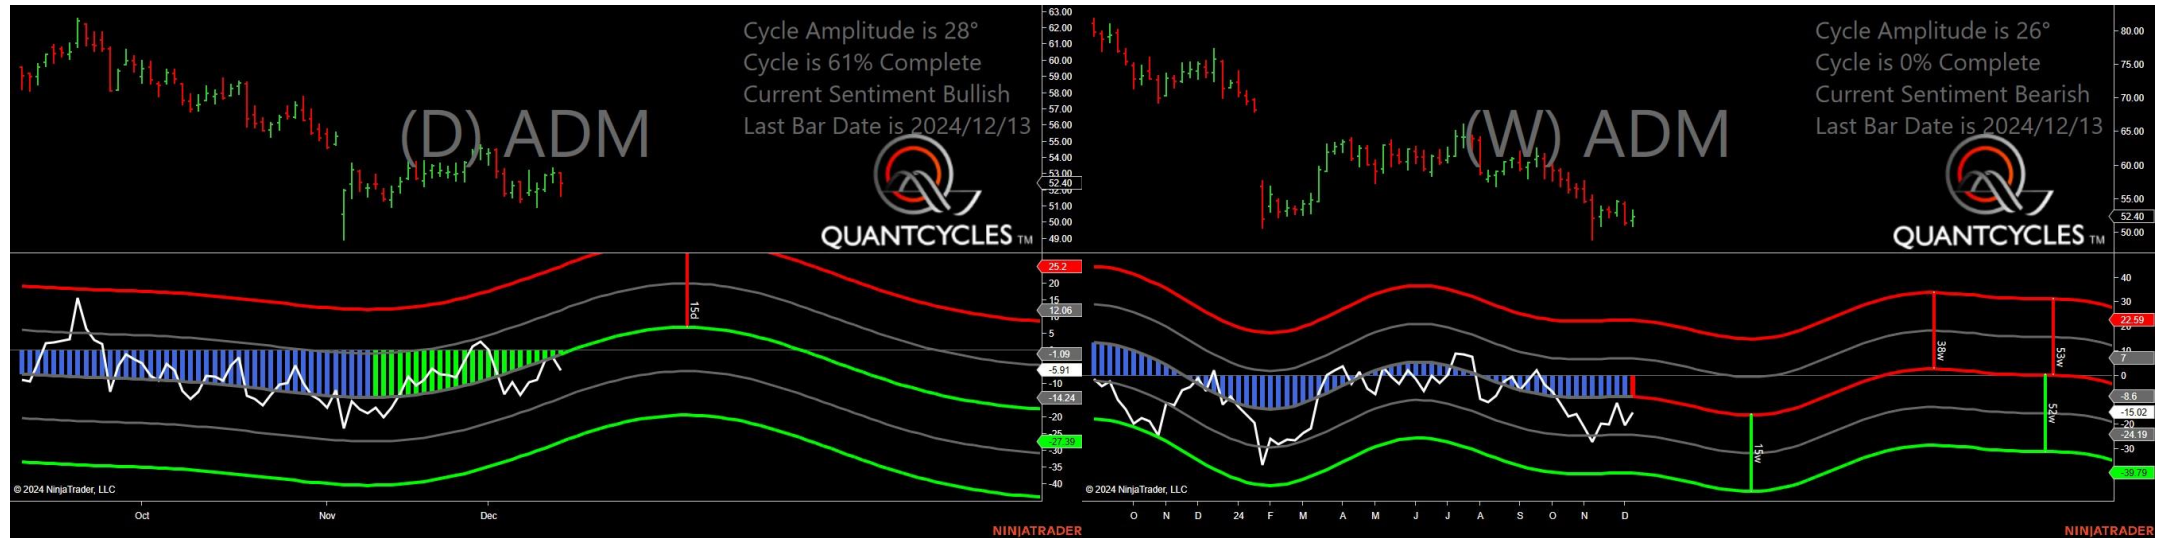 Cycle Amplitude is 28°
Cycle is 61% Complete
Current Sentiment Bullish
Last Bar Date is 2024/12/13
(D) ADM
QUANTCYCLES TM
63.00
62.00
61.00
60.00
59.00
58.00
57.00
56.00
55.00
54.00
53.00
52.40
52.00
51.00
50.00
49.00
25.2
20
15
12.06
10
5
-1.09
-5.91
-10
-14.24
-20
-25
-27.39
-30
-35
-40
15d
© 2024 NinjaTrader, LLC
Oct Nov Dec
NINJATRADER
Cycle Amplitude is 26°
Cycle is 0% Complete
Current Sentiment Bearish
Last Bar Date is 2024/12/13
(W) ADM
QUANTCYCLES TM
80.00
75.00
70.00
65.00
60.00
55.00
52.40
50.00
40
30
22.59
20
10
7
0
-8.6
-15.02
-20
-24.19
-30
-39.79
15w
38w
52w
53w
© 2024 NinjaTrader, LLC
O N D 24 F M A M J J A S O N D
NINJATRADER